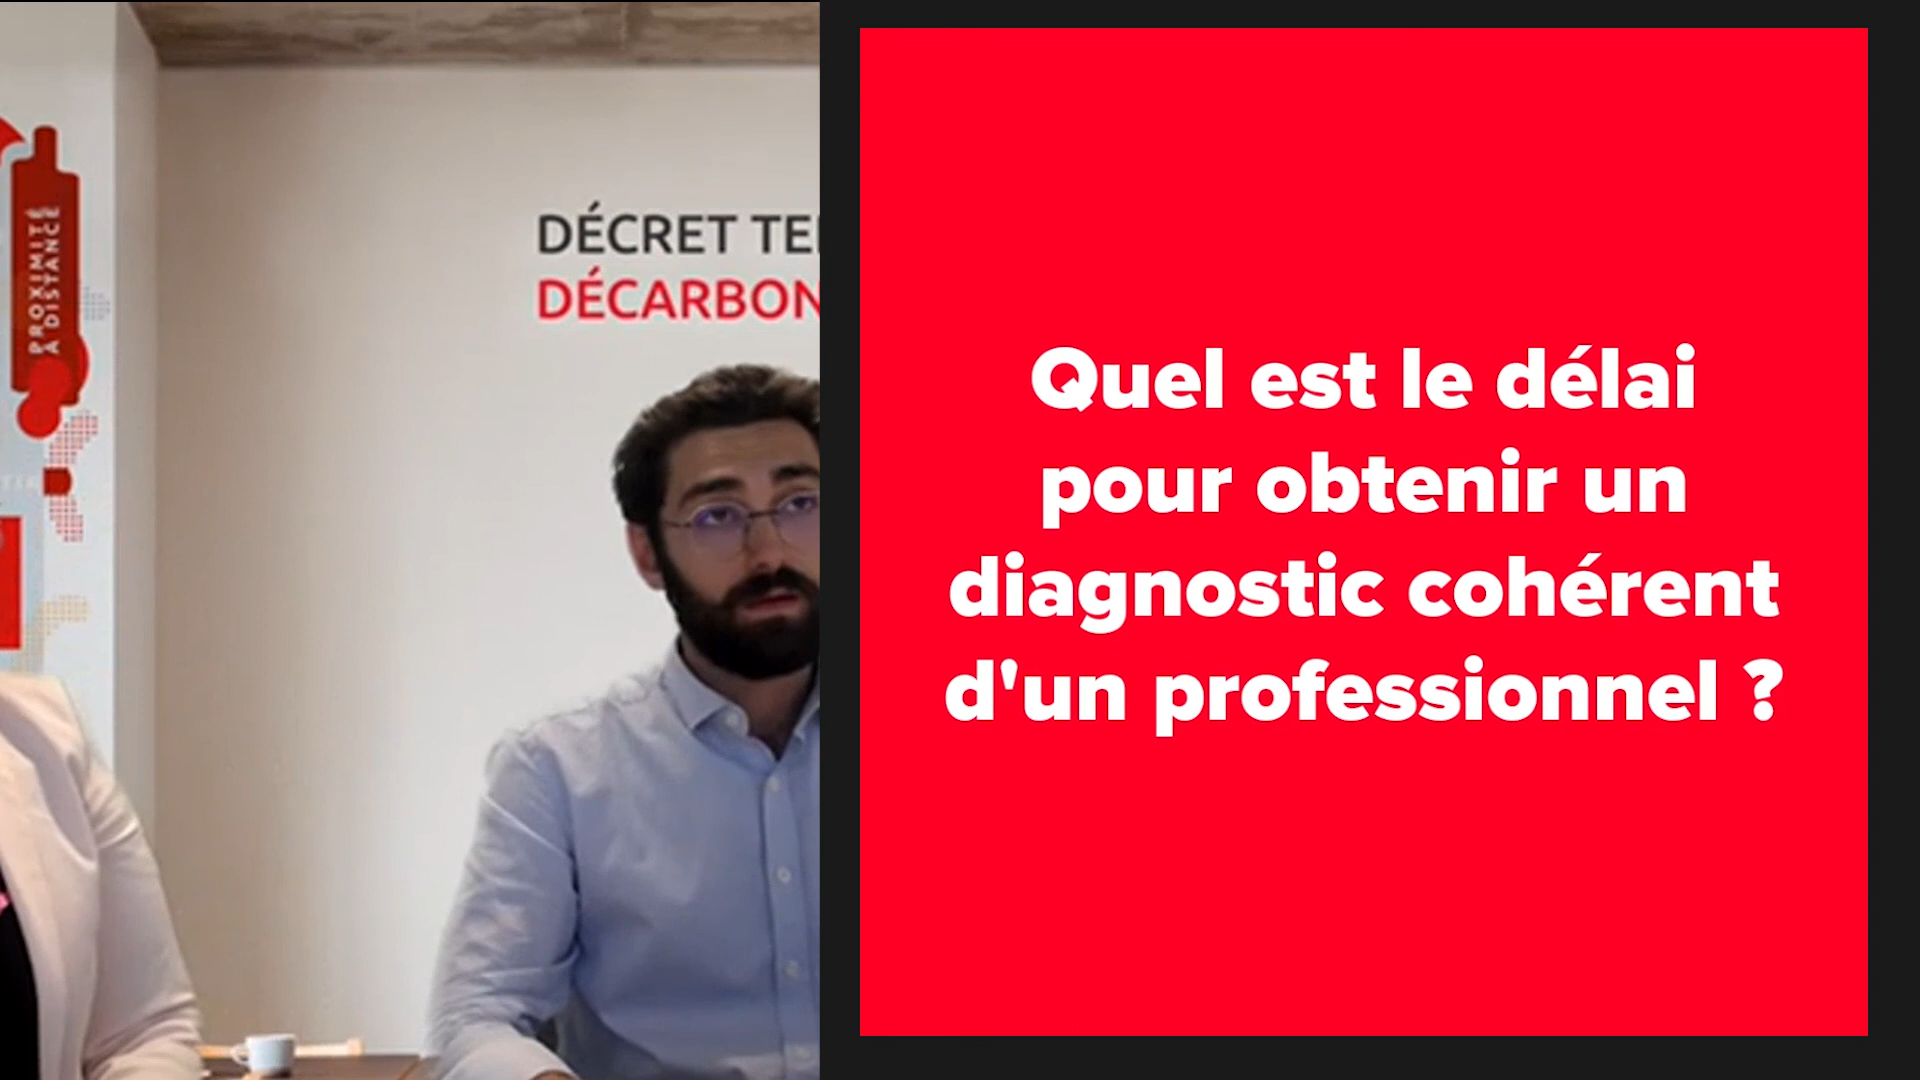 PROXIMITÉ
À DISTANCE
DÉCRET TE
DÉCARBON
Quel est le délai
pour obtenir un
diagnostic cohérent
d'un professionnel ?